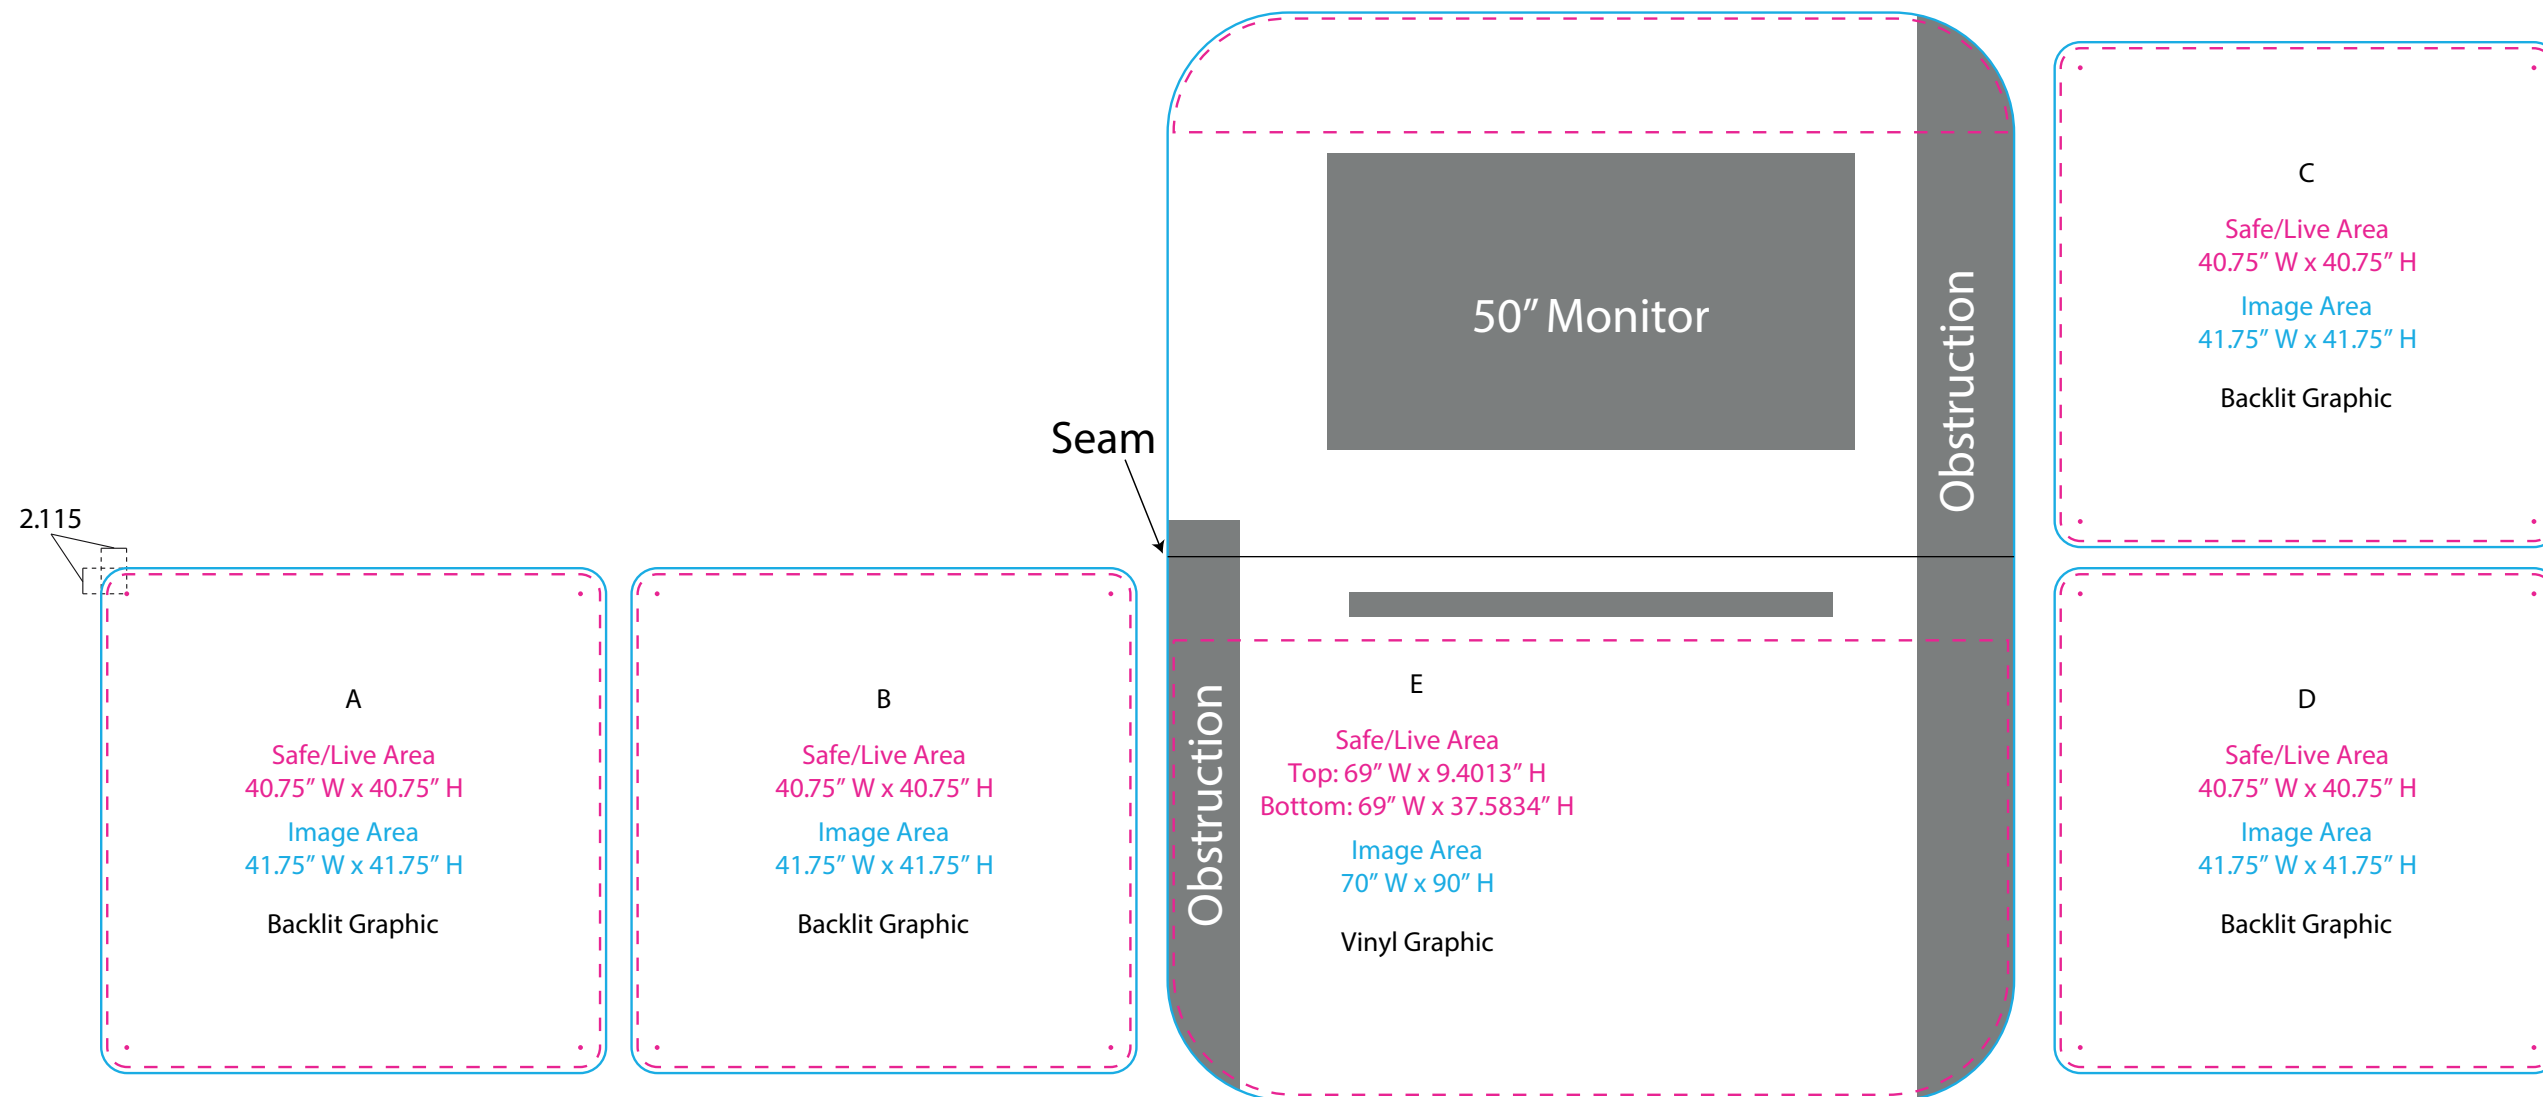 2.115
A
Safe/Live Area
40.75” W x 40.75” H
Image Area
41.75” W x 41.75” H
Backlit Graphic
B
Safe/Live Area
40.75” W x 40.75” H
Image Area
41.75” W x 41.75” H
Backlit Graphic
Seam
50” Monitor
Obstruction
Obstruction
E
Safe/Live Area
Top: 69” W x 9.4013” H
Bottom: 69” W x 37.5834” H
Image Area
70” W x 90” H
Vinyl Graphic
C
Safe/Live Area
40.75” W x 40.75” H
Image Area
41.75” W x 41.75” H
Backlit Graphic
D
Safe/Live Area
40.75” W x 40.75” H
Image Area
41.75” W x 41.75” H
Backlit Graphic